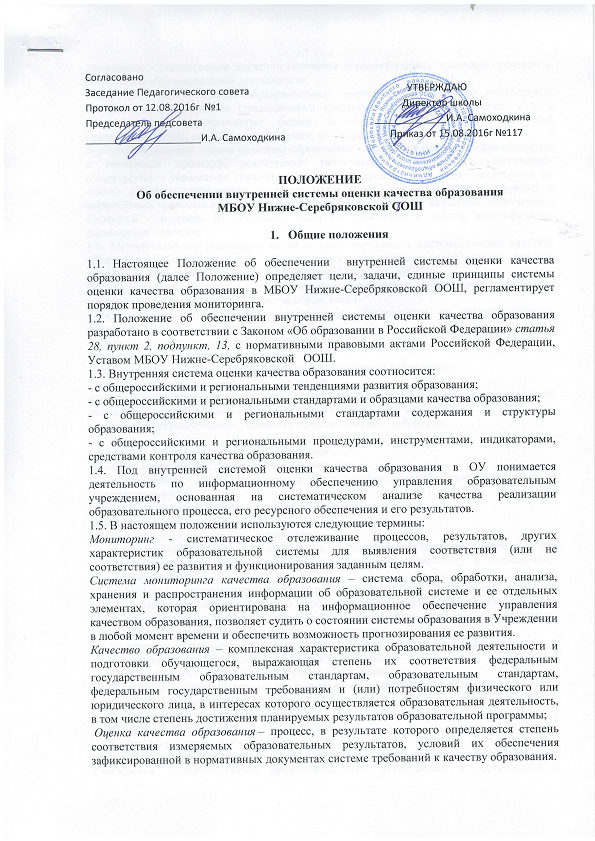 Согласовано
Заседание Педагогического совета
Протокол от 12.08.2016г №1
Председатель педсовета
И.А. Самоходкина
УТВЕРЖДАЮ
Директор школы
И.А. Самоходкина
Приказ от 15.08.2016г №117
ПОЛОЖЕНИЕ
Об обеспечении внутренней системы оценки качества образования
МБОУ Нижне-Серебряковской ООШ
1. Общие положения
1.1. Настоящее Положение об обеспечении внутренней системы оценки качества
образования (далее Положение) определяет цели, задачи, единые принципы системы
оценки качества образования в МБОУ Нижне-Серебряковской ООШ, регламентирует
порядок проведения мониторинга.
1.2. Положение об обеспечении внутренней системы оценки качества образования
разработано в соответствии с Законом «Об образовании в Российской Федерации» статья
28, пункт 2, подпункт, 13, с нормативными правовыми актами Российской Федерации,
Уставом МБОУ Нижне-Серебряковской ООШ.
1.3. Внутренняя система оценки качества образования соотносится:
- с общероссийскими и региональными тенденциями развития образования;
- с общероссийскими и региональными стандартами и образцами качества образования;
- с общероссийскими и региональными стандартами содержания и структуры
образования;
- с общероссийскими и региональными процедурами, инструментами, индикаторами,
средствами контроля качества образования.
1.4. Под внутренней системой оценки качества образования в ОУ понимается
деятельность по информационному обеспечению управления образовательным
учреждением, основанная на систематическом анализе качества реализации
образовательного процесса, его ресурсного обеспечения и его результатов.
1.5. В настоящем положении используются следующие термины:
Мониторинг - систематическое отслеживание процессов, результатов, других
характеристик образовательной системы для выявления соответствия (или не
соответствия) ее развития и функционирования заданным целям.
Система мониторинга качества образования – система сбора, обработки, анализа,
хранения и распространения информации об образовательной системе и ее отдельных
элементах, которая ориентирована на информационное обеспечение управления
качеством образования, позволяет судить о состоянии системы образования в Учреждении
в любой момент времени и обеспечить возможность прогнозирования ее развития.
Качество образования – комплексная характеристика образовательной деятельности и
подготовки обучающегося, выражающая степень их соответствия федеральным
государственным образовательным стандартам, образовательным стандартам,
федеральным государственным требованиям и (или) потребностям физического или
юридического лица, в интересах которого осуществляется образовательная деятельность,
в том числе степень достижения планируемых результатов образовательной программы;
Оценка качества образования – процесс, в результате которого определяется степень
соответствия измеряемых образовательных результатов, условий их обеспечения
зафиксированной в нормативных документах системе требований к качеству образования.